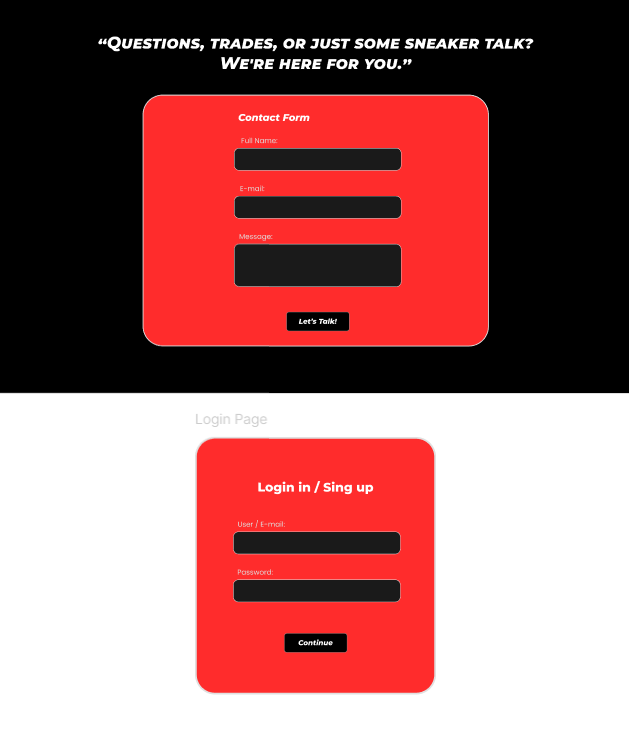 “Questions, trades, or just some sneaker talk?
We're here for you.”
Contact Form
Full Name:
E-mail:
Message:
Let's Talk!
Login Page
Login in / Sing up
User / E-mail:
Password:
Continue